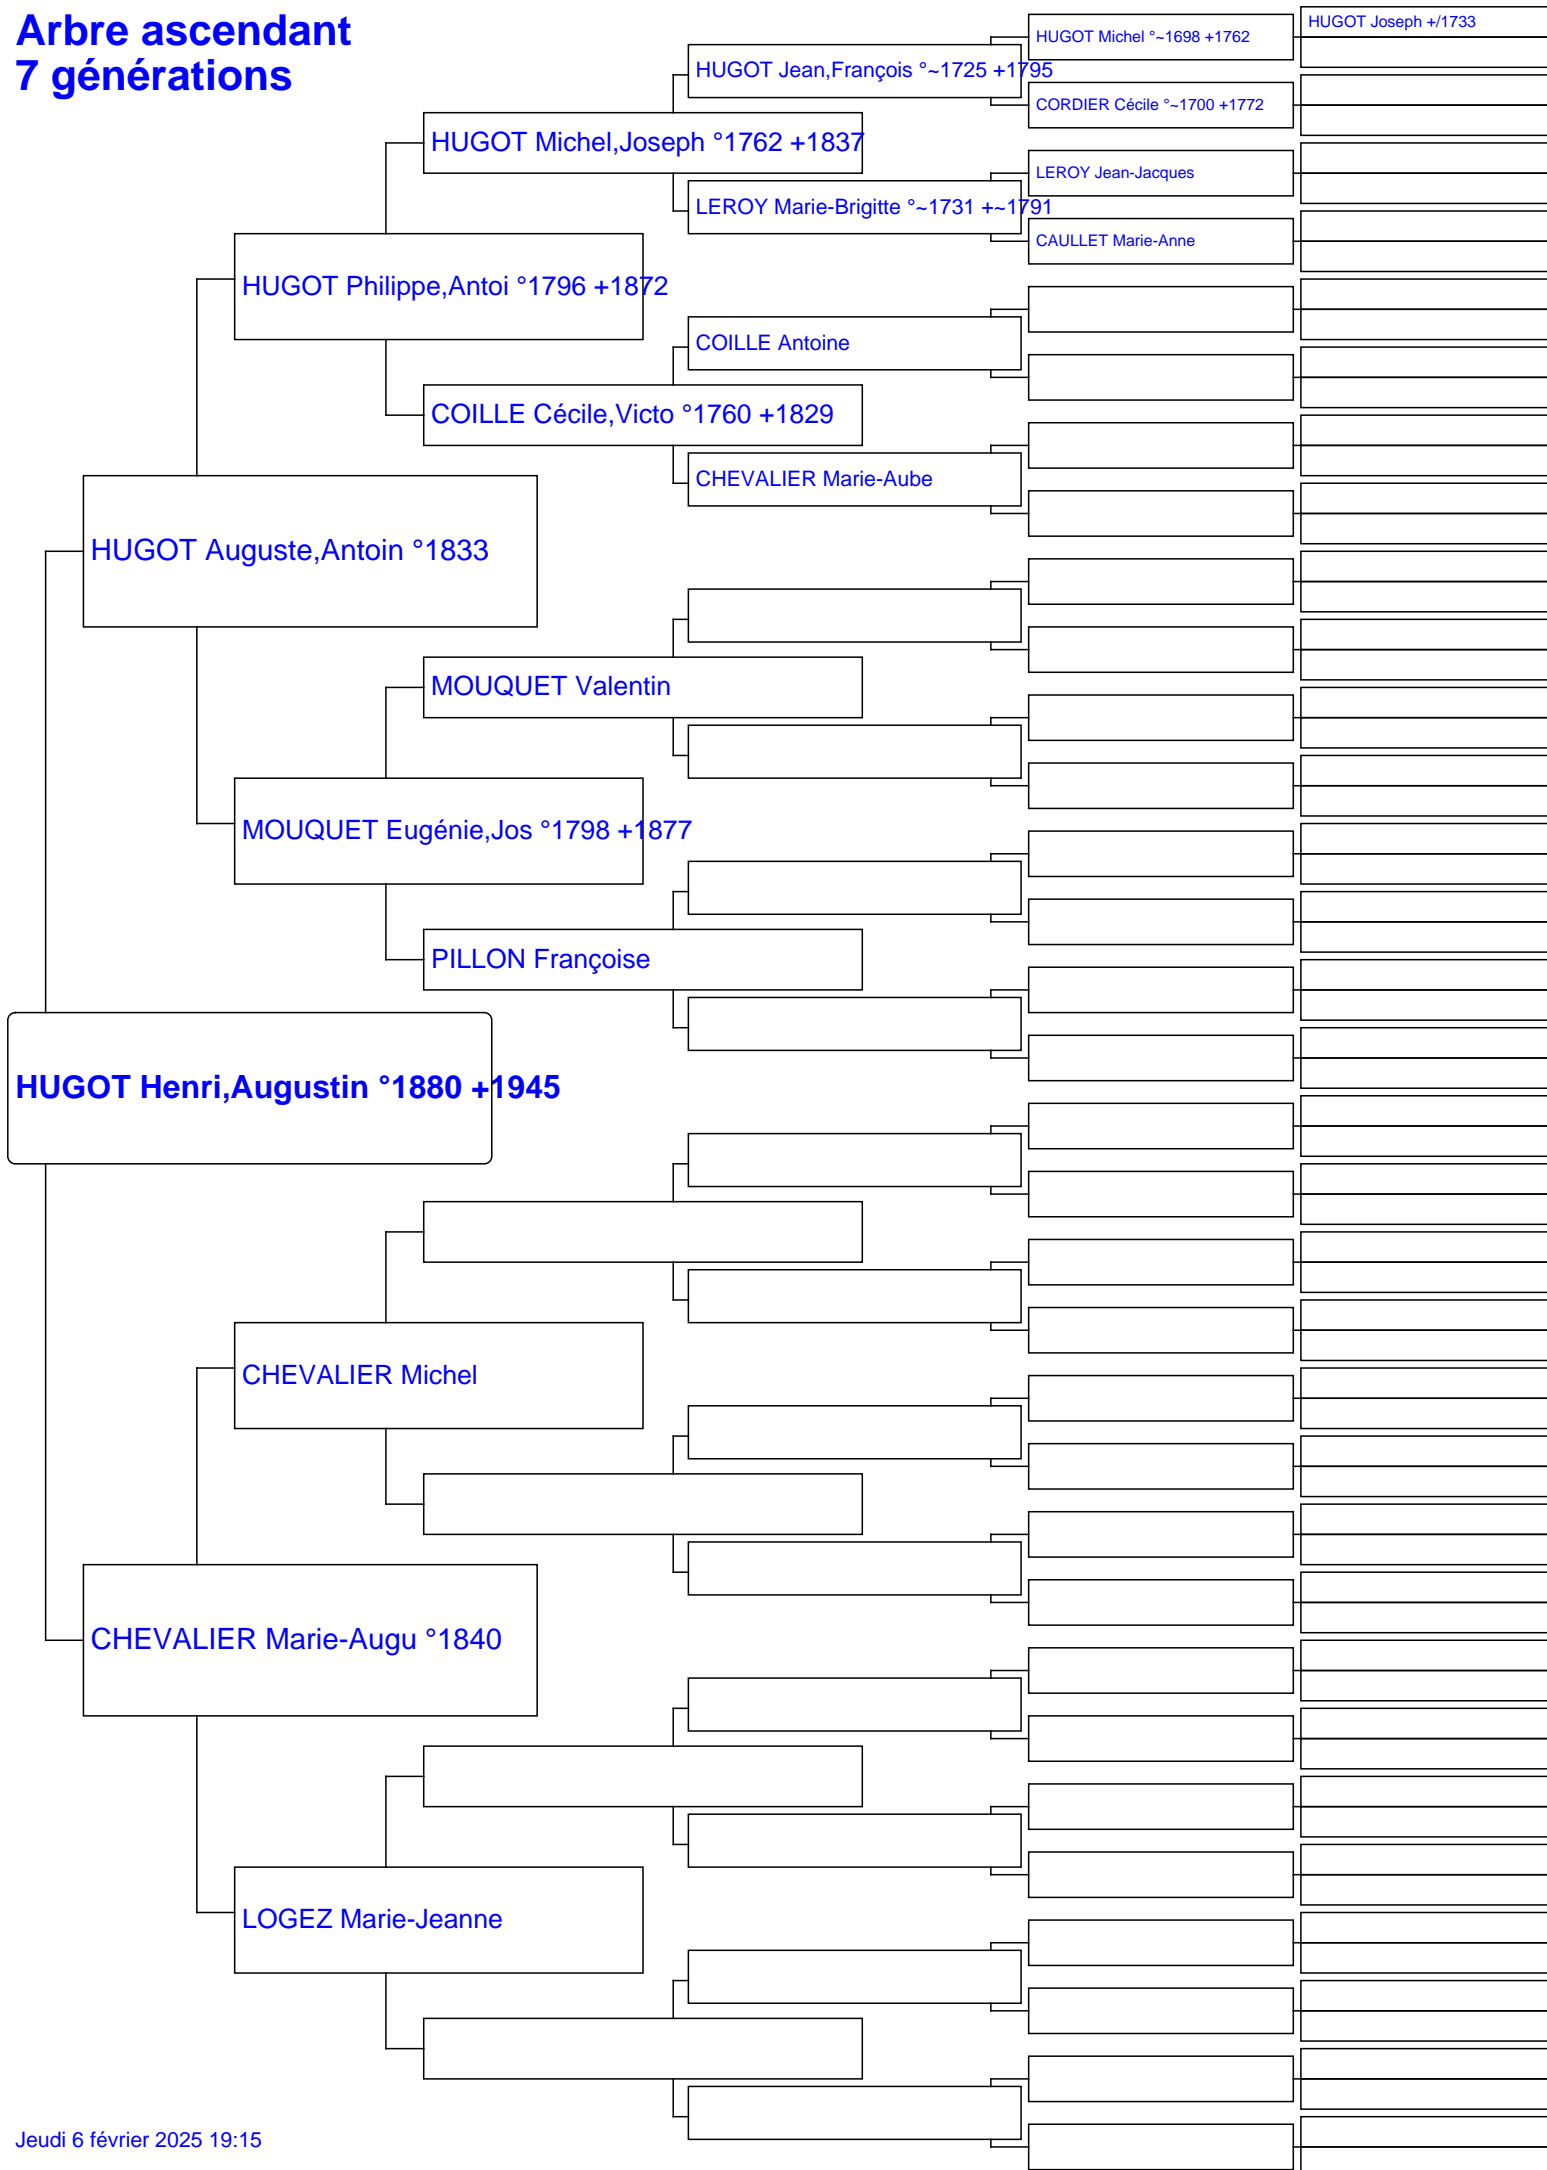 Arbre ascendant
7 générations
HUGOT Joseph +/1733
HUGOT Michel °~1698 +1762
HUGOT Jean,François °~1725 +1795
CORDIER Cécile °~1700 +1772
HUGOT Michel,Joseph °1762 +1837
LEROY Jean-Jacques
LEROY Marie-Brigitte °~1731 +~1791
CAULLET Marie-Anne
HUGOT Philippe,Antoi °1796 +1872
COILLE Antoine
COILLE Cécile,Victo °1760 +1829
CHEVALIER Marie-Aube
HUGOT Auguste,Antoin °1833
MOUQUET Valentin
MOUQUET Eugénie,Jos °1798 +1877
PILLON Françoise
HUGOT Henri,Augustin °1880 +1945
CHEVALIER Michel
CHEVALIER Marie-Augu °1840
LOGEZ Marie-Jeanne
Jeudi 6 février 2025 19:15